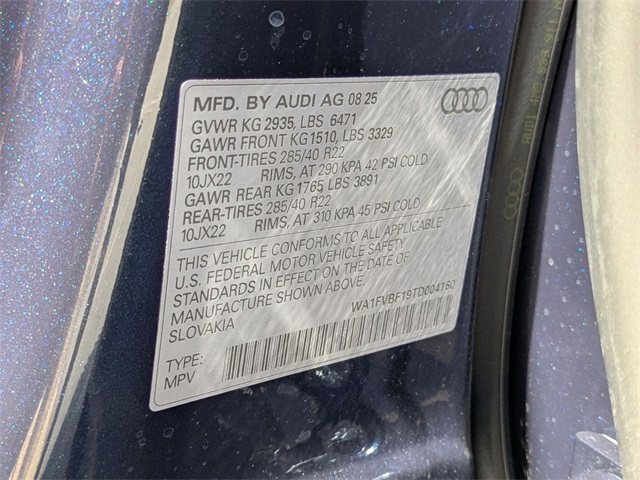 MFD. BY AUDI AG 08 25
GVWR KG 2935, LBS 6471
GAWR FRONT KG1510, LBS 3329
FRONT-TIRES 285/40 R22
10JX22 RIMS, AT 290 KPA 42 PSI COLD
GAWR REAR KG 1765 LBS 3891
REAR-TIRES 285/40 R22
10JX22 RIMS, AT 310 KPA 45 PSI COLD
THIS VEHICLE CONFORMS TO ALL APPLICABLE
U.S. FEDERAL MOTOR VEHICLE SAFETY
STANDARDS IN EFFECT ON THE DATE OF
MANUFACTURE SHOWN ABOVE.
SLOVAKIA
WA1FVBF19TD004160
TYPE:
MPV
AUDI